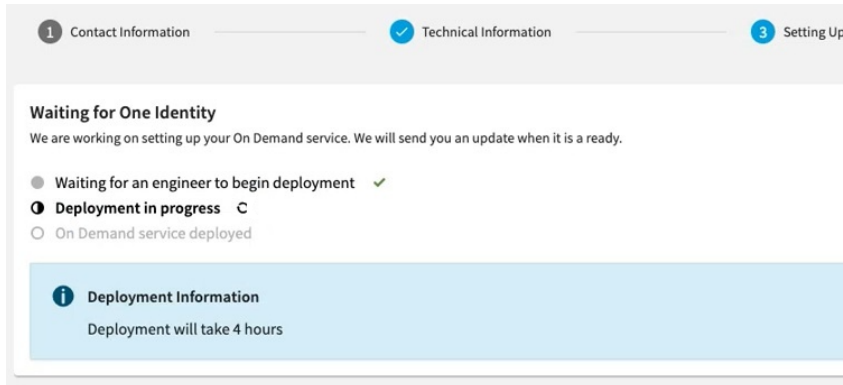 1 Contact Information
Technical Information
3 Setting Up
Waiting for One Identity
We are working on setting up your On Demand service. We will send you an update when it is a ready.
Waiting for an engineer to begin deployment
Deployment in progress
On Demand service deployed
Deployment Information
Deployment will take 4 hours